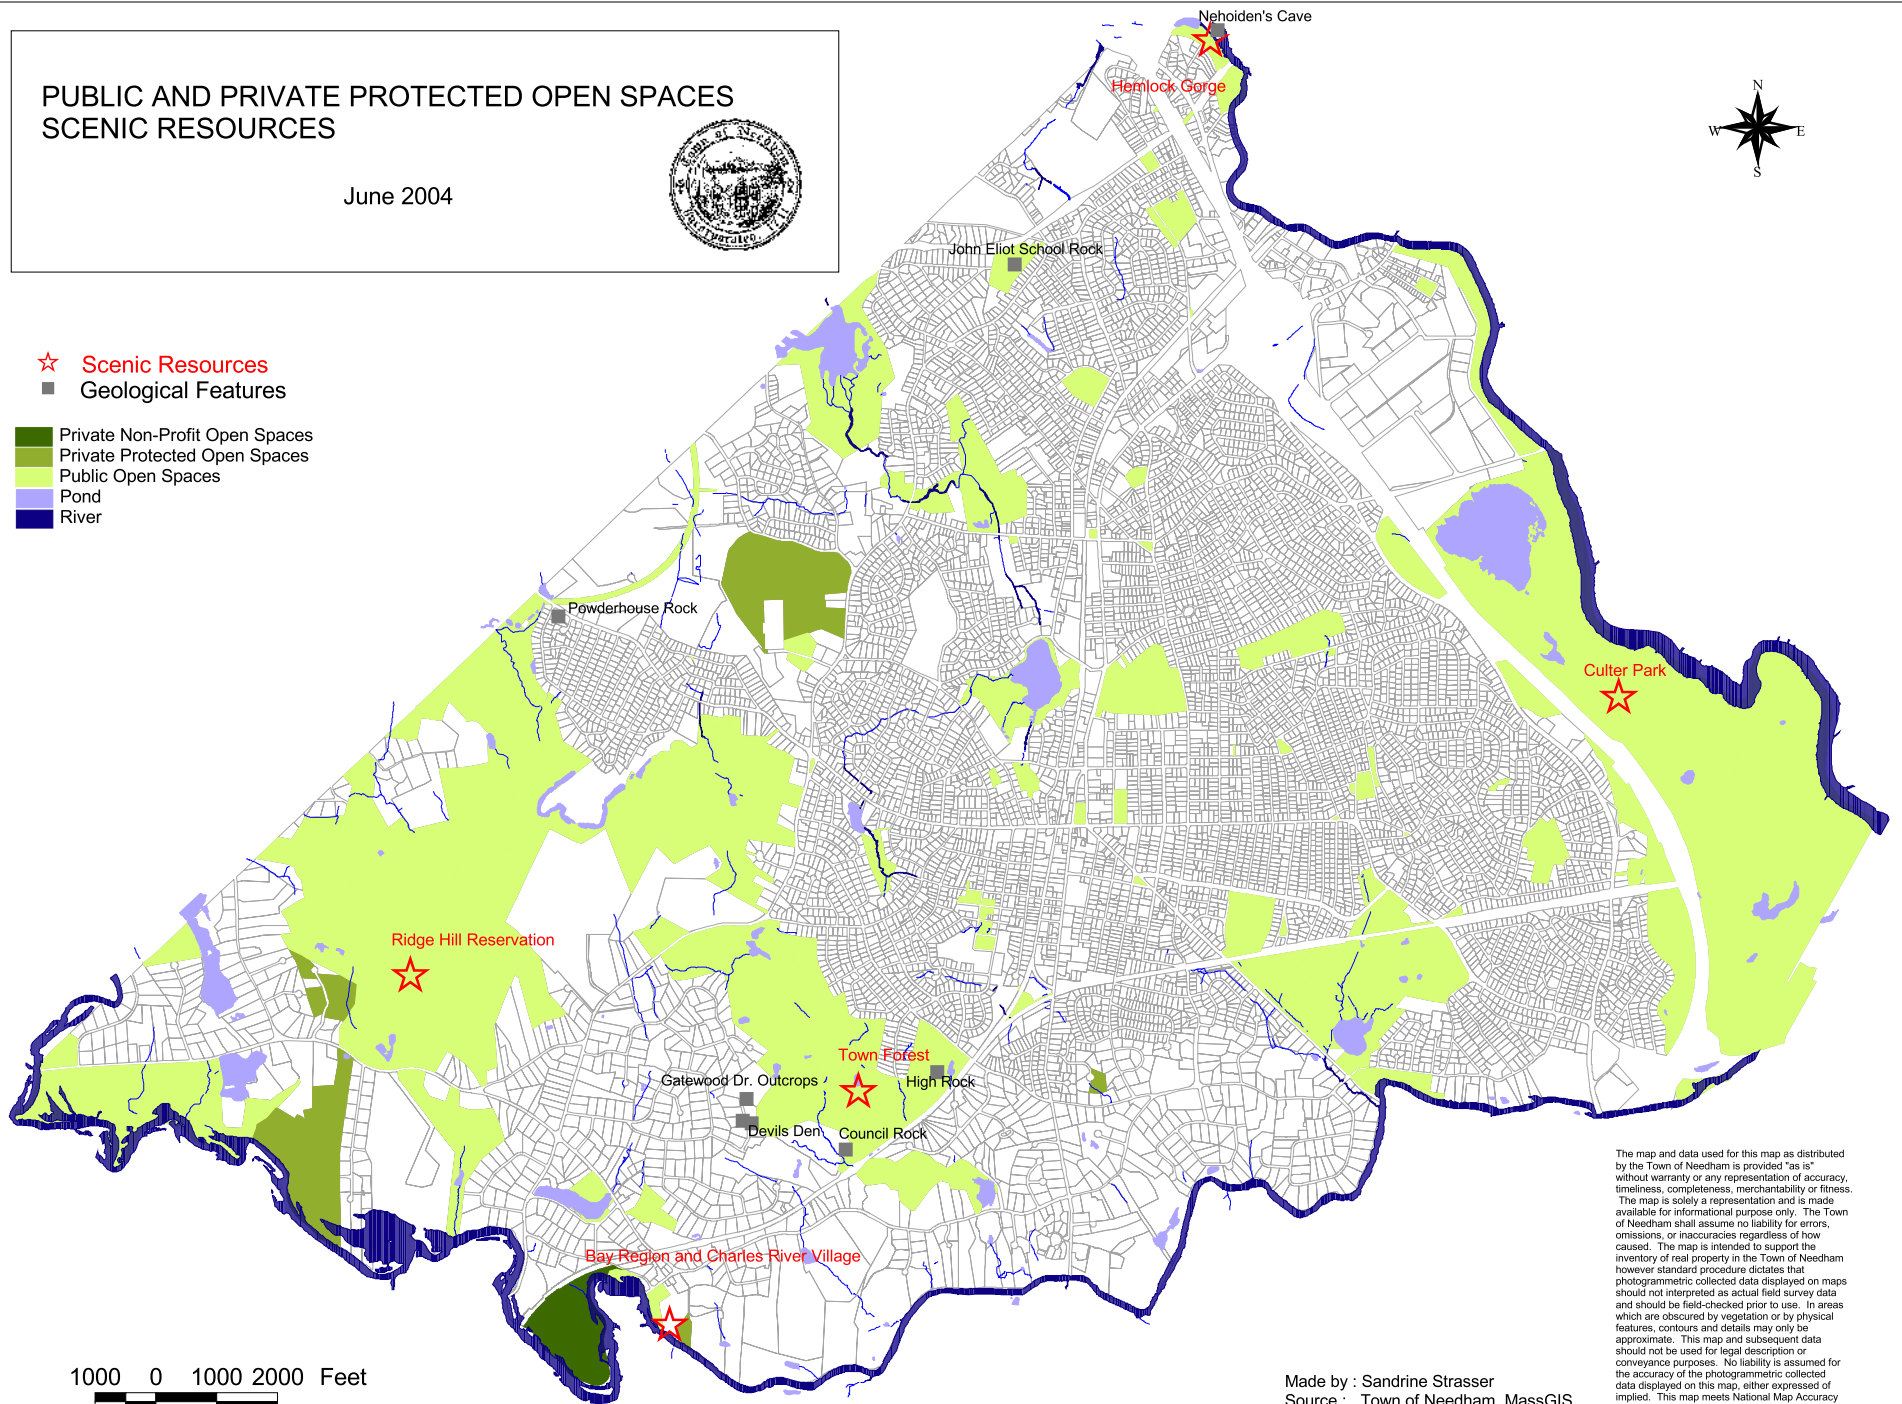 PUBLIC AND PRIVATE PROTECTED OPEN SPACES
SCENIC RESOURCES
June 2004
Town of Needham
Incorporated 1711
Scenic Resources
Geological Features
Private Non-Profit Open Spaces
Private Protected Open Spaces
Public Open Spaces
Pond
River
N
W
E
S
Nehoiden's Cave
Hemlock Gorge
John Eliot School Rock
Powderhouse Rock
Culter Park
Ridge Hill Reservation
Town Forest
Gatewood Dr. Outcrops
High Rock
Devils Den
Council Rock
Bay Region and Charles River Village
1000 0 1000 2000 Feet
Made by : Sandrine Strasser
Source : Town of Needham, MassGIS
The map and data used for this map as distributed
by the Town of Needham is provided "as is"
without warranty or any representation of accuracy,
timeliness, completeness, merchantability or fitness.
The map is solely a representation and is made
available for informational purpose only. The Town
of Needham shall assume no liability for errors,
omissions, or inaccuracies regardless of how
caused. The map is intended to support the
inventory of real property in the Town of Needham
however standard procedure dictates that
photogrammetric collected data displayed on maps
should not interpreted as actual field survey data
and should be field-checked prior to use. In areas
which are obscured by vegetation or by physical
features, contours and details may only be
approximate. This map and subsequent data
should not be used for legal description or
conveyance purposes. No liability is assumed for
the accuracy of the photogrammetric collected
data displayed on this map, either expressed of
implied. This map meets National Map Accuracy